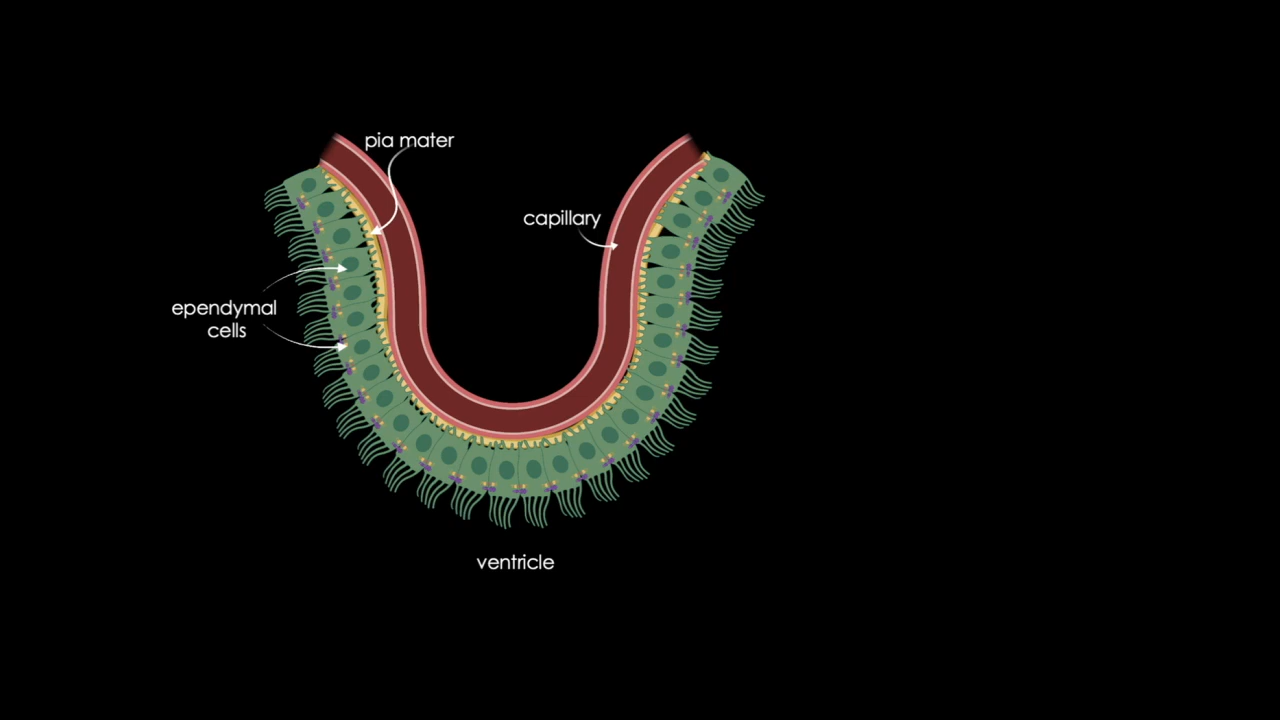 pia mater
capillary
ependymal
cells
ventricle